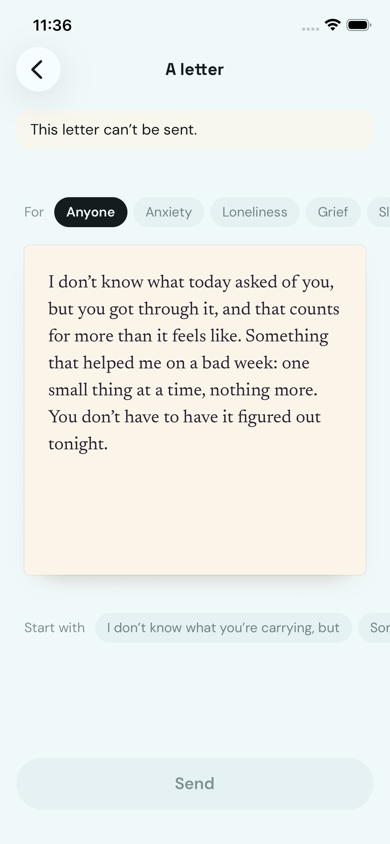 11:36
A letter
This letter can’t be sent.
For Anyone Anxiety Loneliness Grief
I don’t know what today asked of you,
but you got through it, and that counts
for more than it feels like. Something
that helped me on a bad week: one
small thing at a time, nothing more.
You don’t have to have it figured out
tonight.
Start with I don’t know what you’re carrying, but
Send